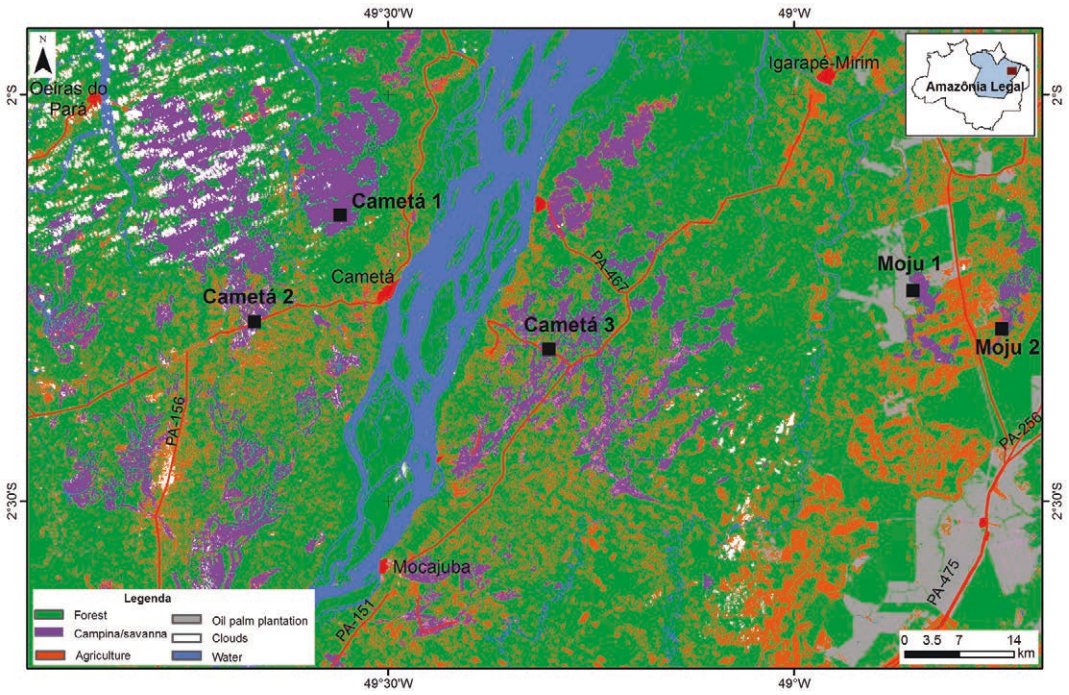 49°30'W
49°W
N
Igarapé-Mirim
Amazônia Legal
2°S
2°S
Oeiras do
Pará
Cametá 1
PA-467
Moju 1
Cametá
Cametá 2
Cametá 3
Moju 2
PA-156
PA-256
2°30'S
2°30'S
Mocajuba
PA-475
PA-151
Legenda
Forest
Oil palm plantation
Campina/savanna
Clouds
Agriculture
Water
0 3.5 7 14
km
49°30'W
49°W